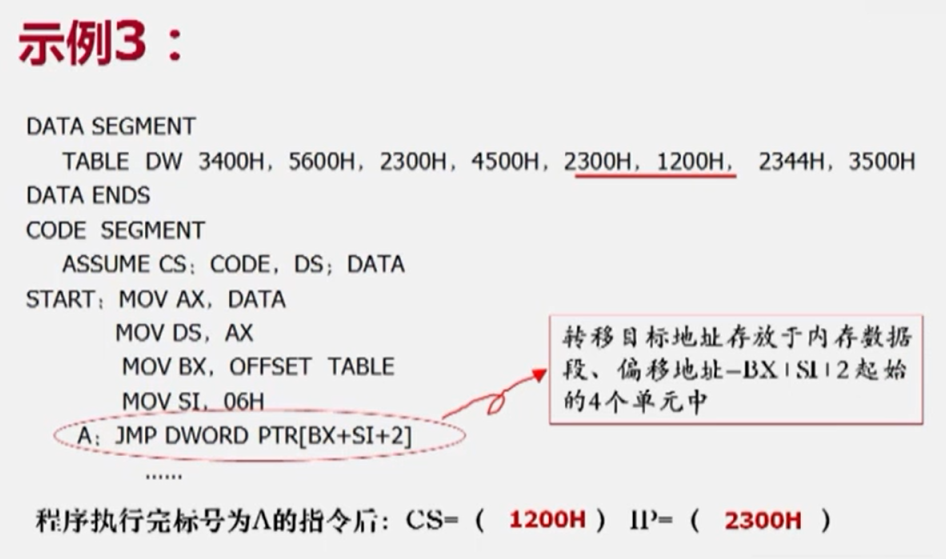 示例3：
DATA SEGMENT
TABLE DW 3400H，5600H，2300H，4500H，2300H，1200H， 2344H，3500H
DATA ENDS
CODE SEGMENT
ASSUME CS：CODE，DS；DATA
START：MOV AX，DATA
MOV DS，AX
MOV BX，OFFSET TABLE
MOV SI，06H
A：JMP DWORD PTR[BX+SI+2]
……
转移目标地址存放于内存数据
段、偏移地址=BX+SI+2起始
的4个单元中
程序执行完标号为A的指令后：CS=（ 1200H ） IP=（ 2300H ）